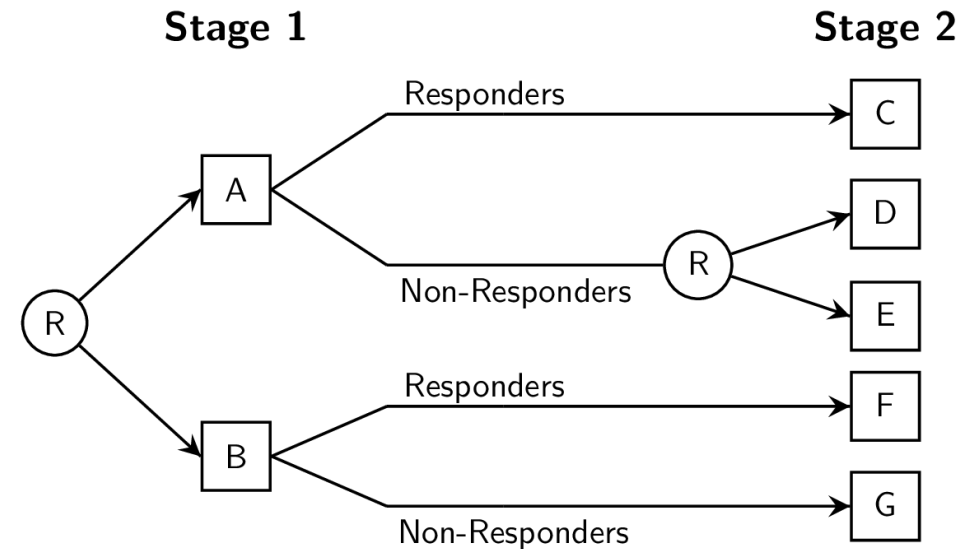 Stage 1
Stage 2
Responders
C
A
D
R
Non-Responders
E
R
Responders
F
B
G
Non-Responders